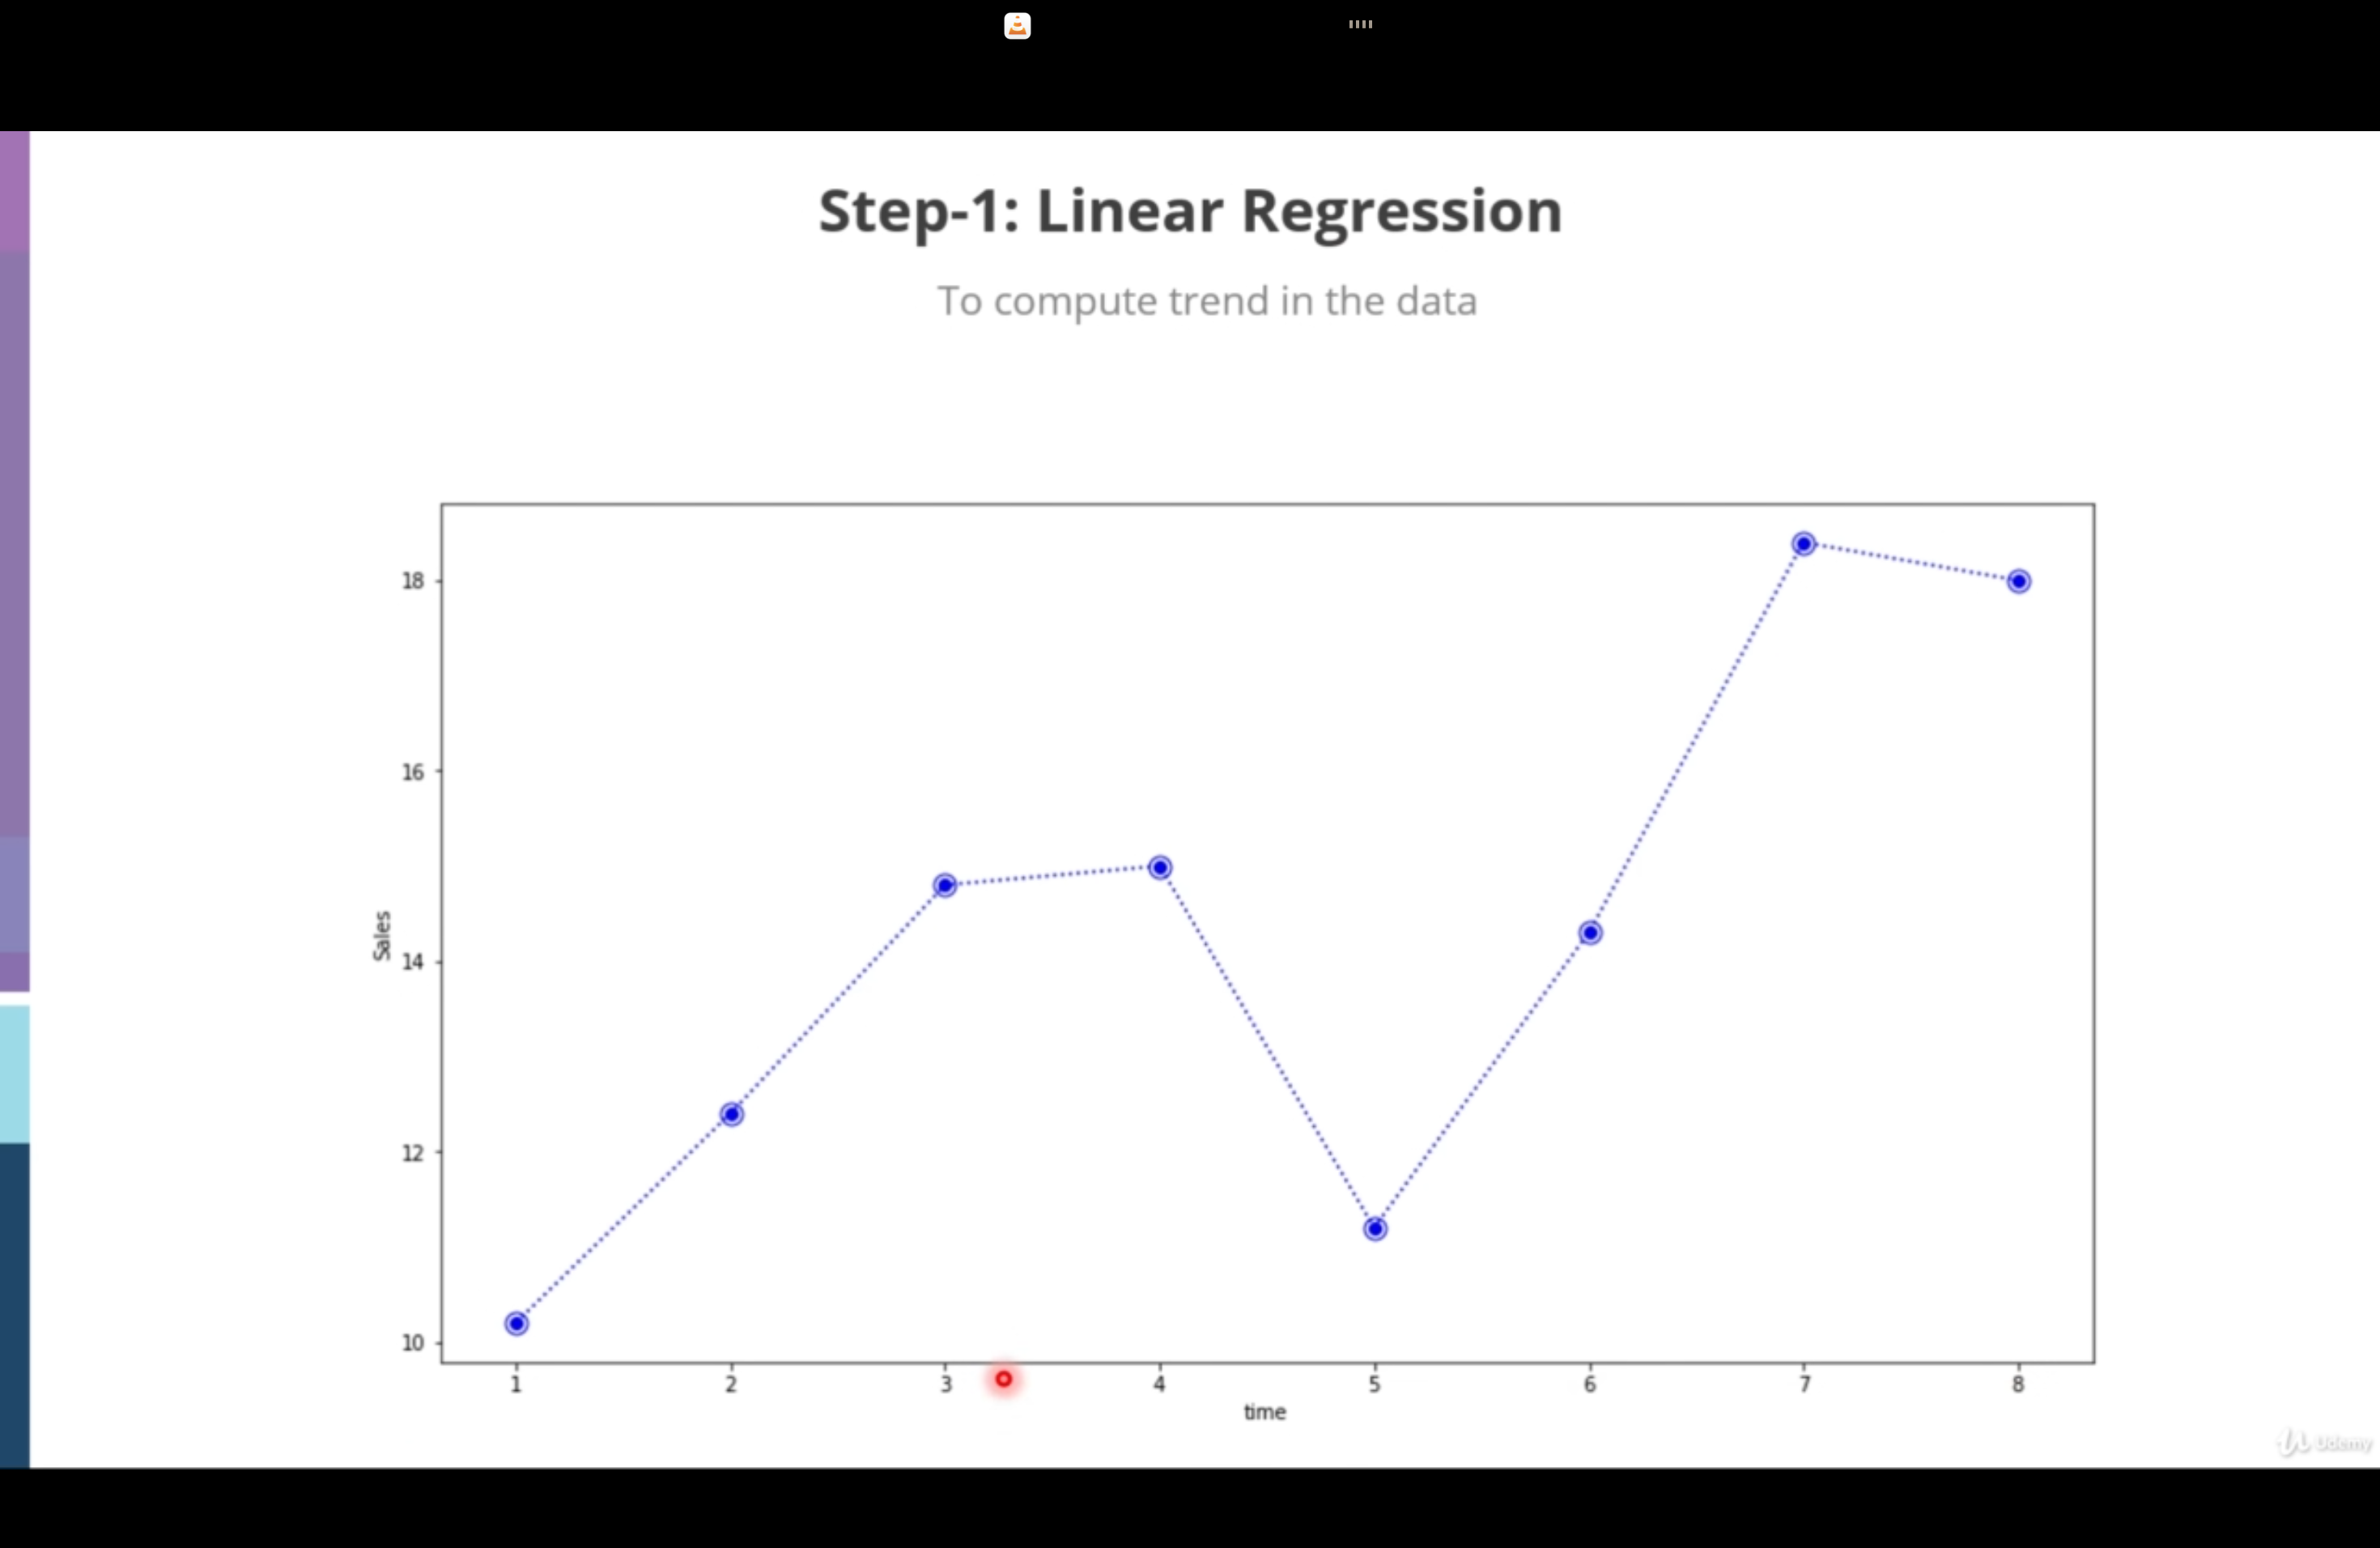 Step-1: Linear Regression
To compute trend in the data
18
16
14
12
10
Sales
1 2 3 4 5 6 7 8
time
Udemy